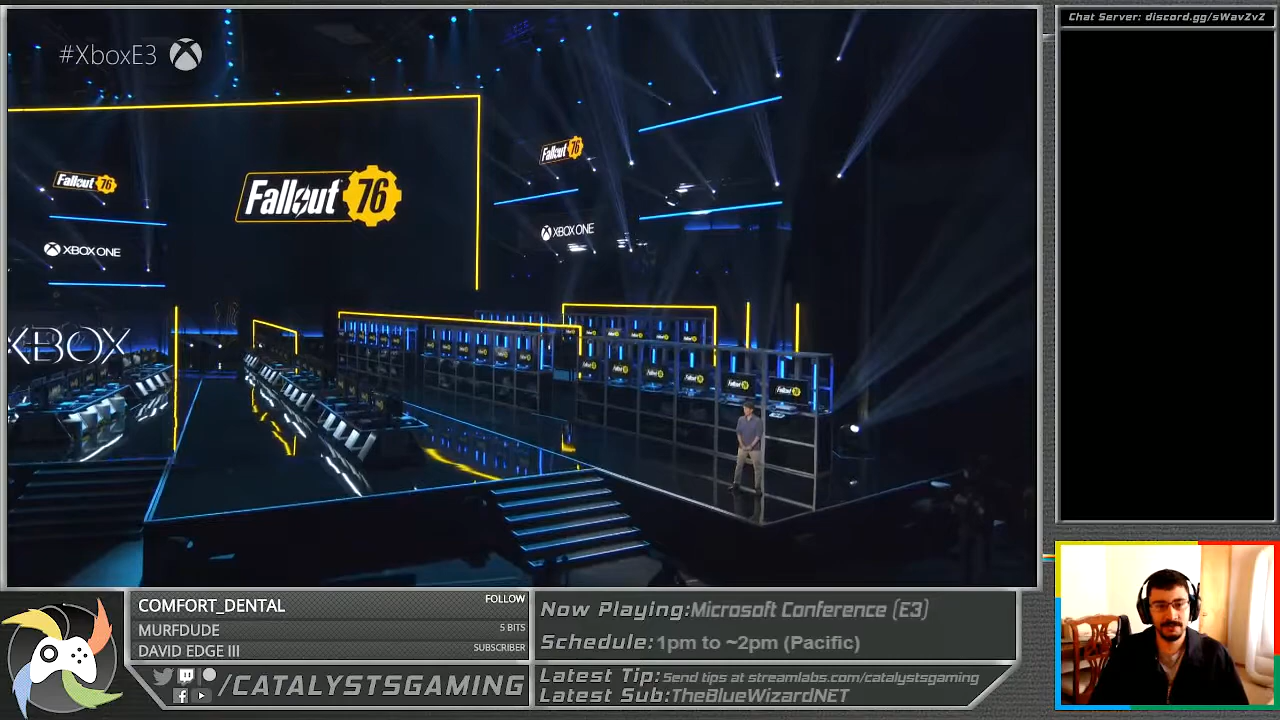 Chat Server: discord.gg/sWavZvZ
#XboxE3
Fallout 76
Fallout 76
Fallout 76
XBOX ONE
XBOX ONE
XBOX
COMFORT_DENTAL FOLLOW
MURFDUDE 5 BITS
DAVID EDGE III SUBSCRIBER
/CATALYSTSGAMING
Now Playing:Microsoft Conference (E3)
Schedule:1pm to ~2pm (Pacific)
Latest Tip:Send tips at streamlabs.com/catalystsgaming
Latest Sub:TheBlueWizardNET